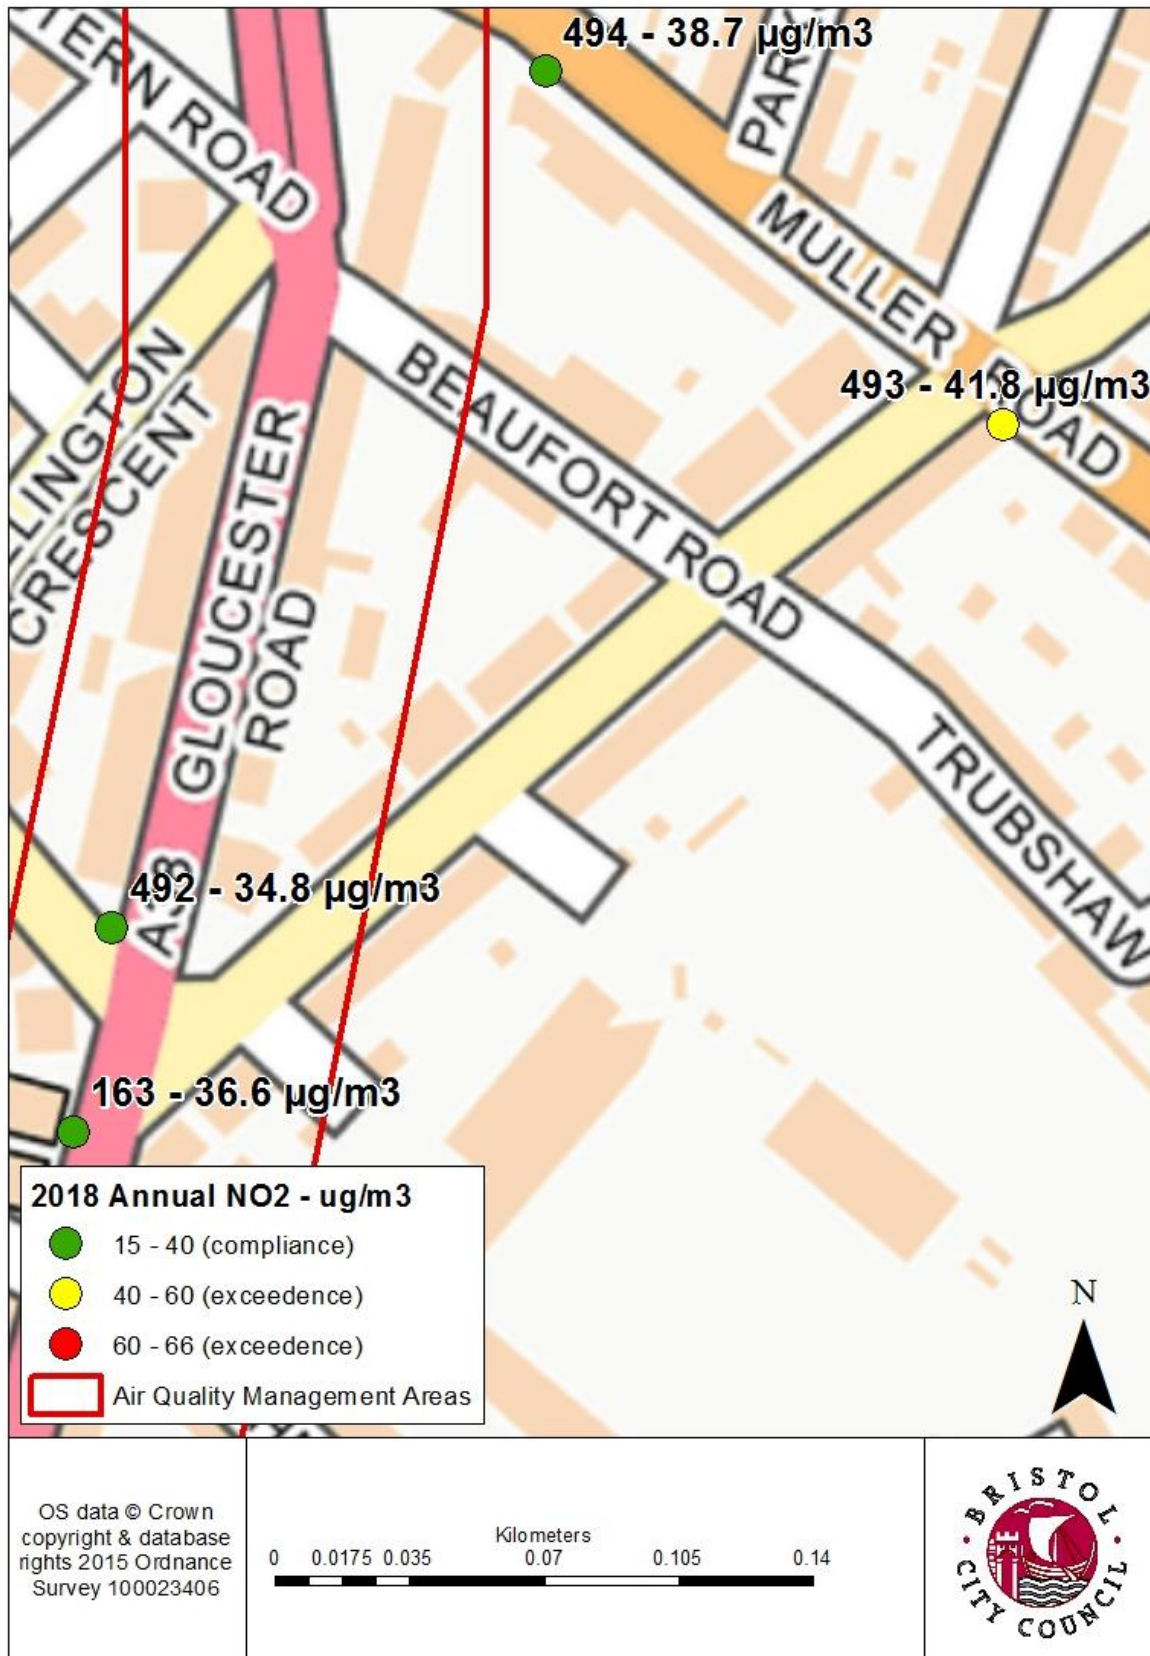 494 - 38.7 µg/m3
TERN ROAD
PAR
MULLER ROAD
493 - 41.8 µg/m3
BEAUFORT ROAD
LLINGTON
CRESCENT
GLOUCESTER
ROAD
TRUBSHAW
492 - 34.8 µg/m3
A38
163 - 36.6 µg/m3
2018 Annual NO2 - ug/m3
15 - 40 (compliance)
40 - 60 (exceedence)
60 - 66 (exceedence)
Air Quality Management Areas
N
OS data © Crown
copyright & database
rights 2015 Ordnance
Survey 100023406
Kilometers
0 0.0175 0.035 0.07 0.105 0.14
BRISTOL
CITY COUNCIL